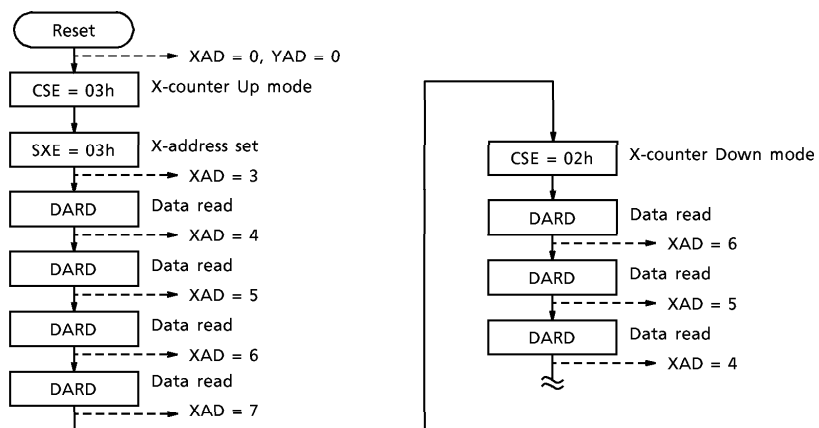 Reset
XAD = 0, YAD = 0
CSE = 03h X-counter Up mode
SXE = 03h X-address set
XAD = 3
DARD Data read
XAD = 4
DARD Data read
XAD = 5
DARD Data read
XAD = 6
DARD Data read
XAD = 7
CSE = 02h X-counter Down mode
DARD Data read
XAD = 6
DARD Data read
XAD = 5
DARD Data read
XAD = 4